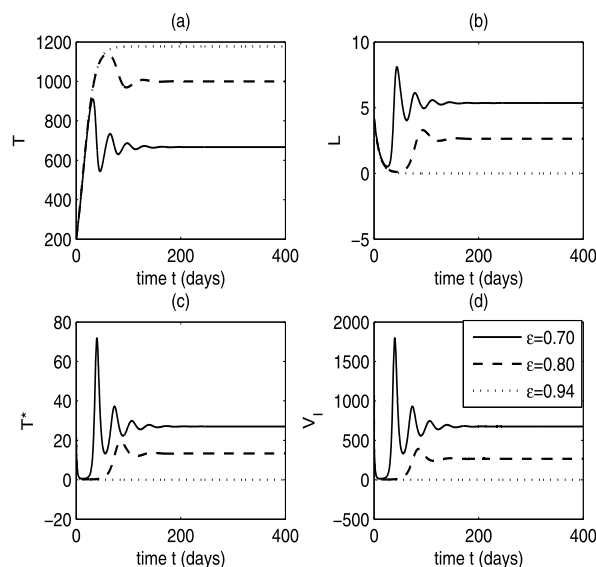 (a)
1200
1000
800
600
400
200
T
0
200
400
time t (days)
(b)
10
5
0
−5
L
0
200
400
time t (days)
(c)
80
60
40
20
0
−20
T*
0
200
400
time t (days)
(d)
2000
1500
1000
500
0
−500
V_I
0
200
400
time t (days)
ε=0.70
ε=0.80
ε=0.94